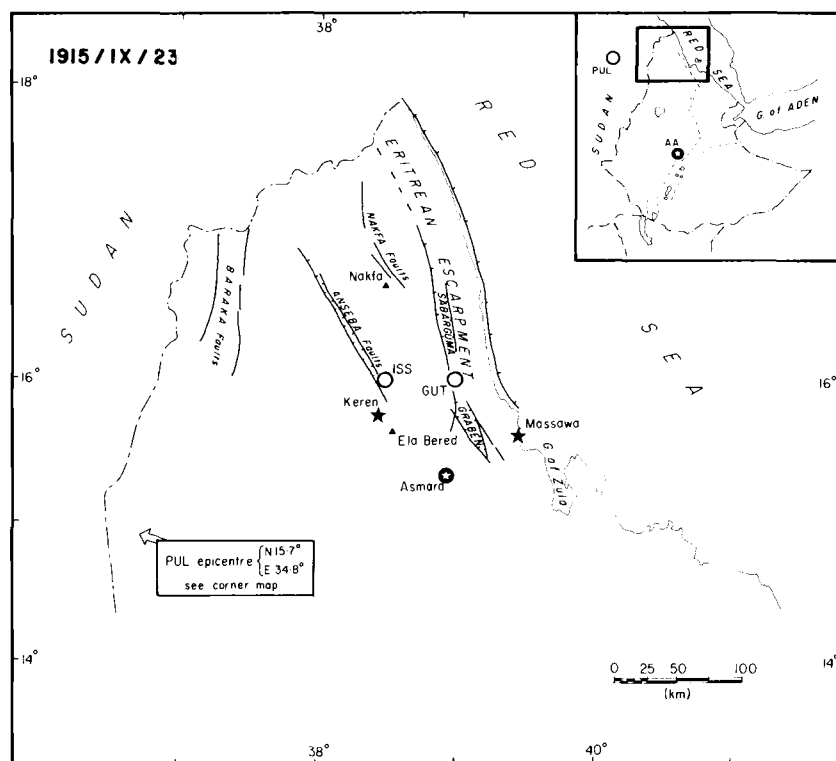 38°
1915/IX/23
18°
RED SEA
PUL
SUDAN
G. of ADEN
AA
RED
SEA
SUDAN
ERITREAN ESCARPMENT
NAKFA Faults
Nakfa
BARAKA Faults
ANSEBA Faults
SABARGUMA
GRABEN
ISS
GUT
16°
16°
Keren
Ela Bered
Massawa
Asmara
G. of Zula
PUL epicentre { N 15·7°
E 34·8°
see corner map
14°
14°
0 25 50 100
(km)
38°
40°